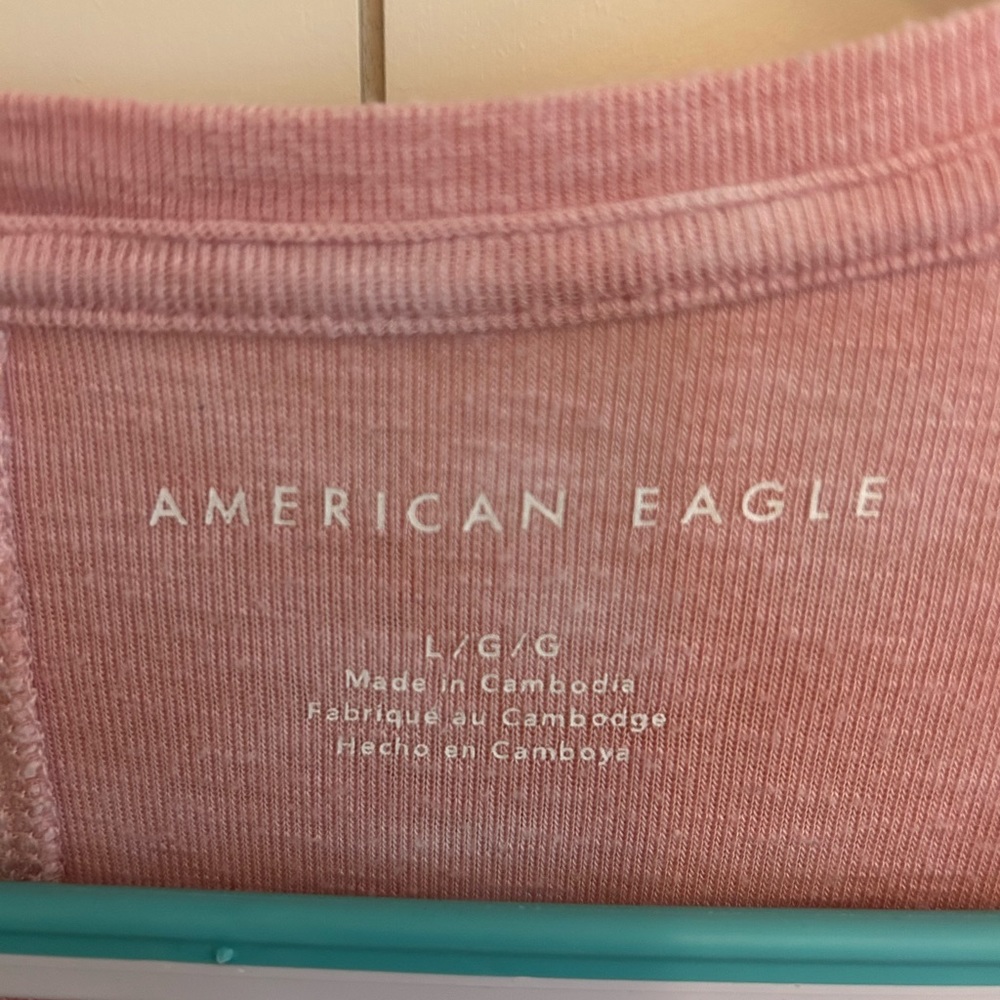 AMERICAN EAGLE
L/G/G
Made in Cambodia
Fabriqué au Cambodge
Hecho en Camboya